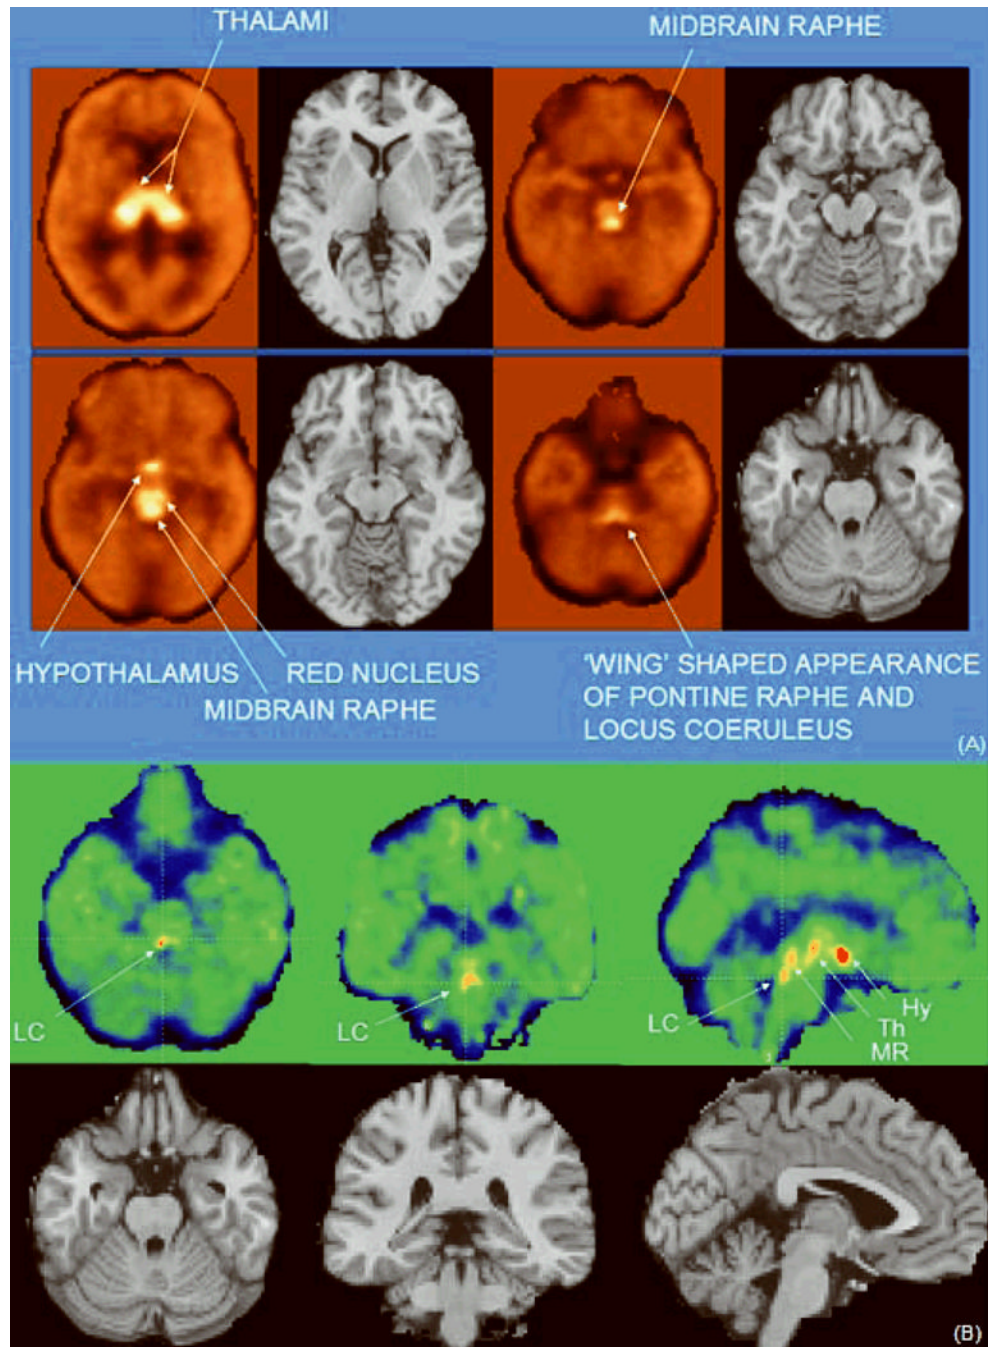 THALAMI
MIDBRAIN RAPHE
HYPOTHALAMUS
RED NUCLEUS
MIDBRAIN RAPHE
‘WING’ SHAPED APPEARANCE
OF PONTINE RAPHE AND
LOCUS COERULEUS
(A)
LC
LC
LC
Hy
Th
MR
(B)